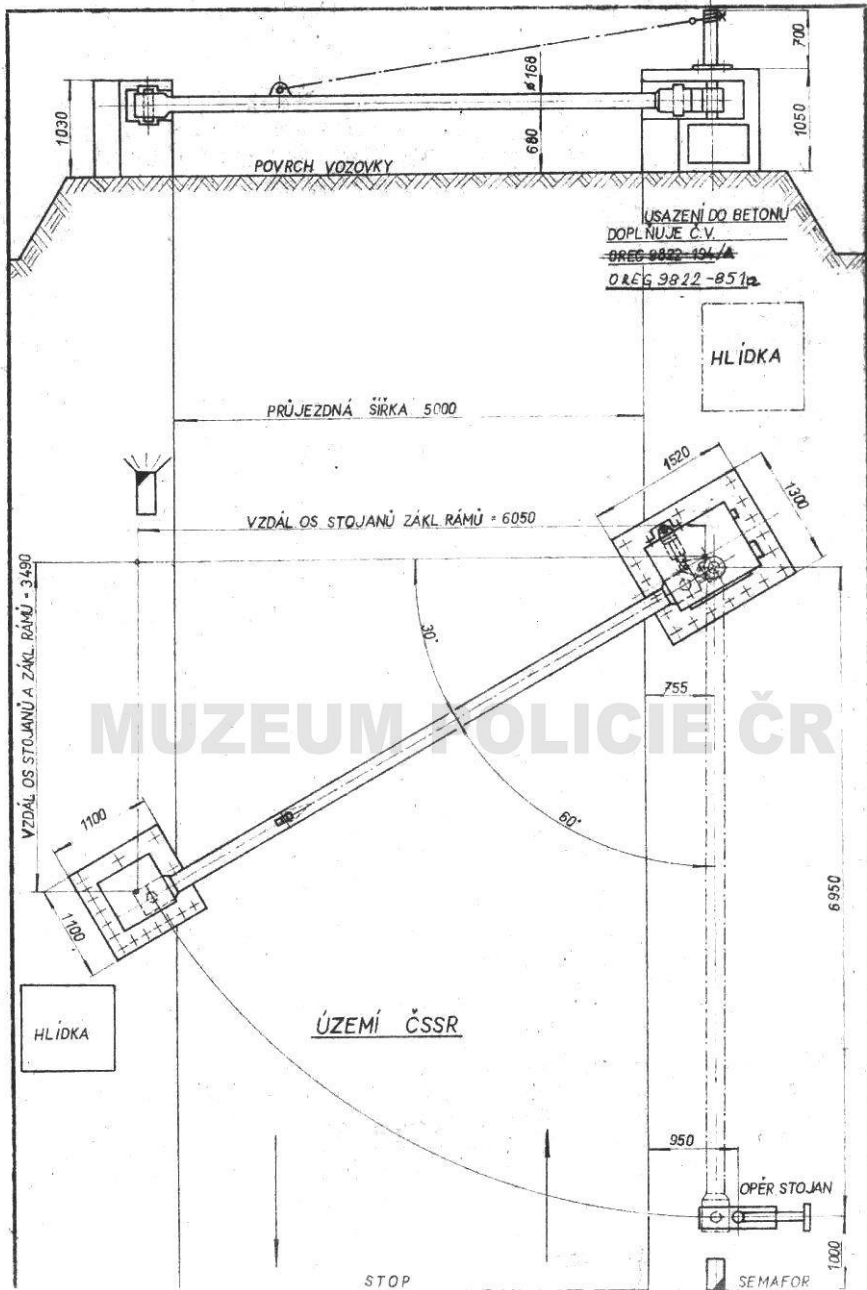 700
ø168
1030
680
1050
POVRCH VOZOVKY
USAZENÍ DO BETONU
DOPLŇUJE Č.V.
OREG 9822-194/A
OREG 9822-851a
HLÍDKA
PRŮJEZDNÁ ŠÍŘKA 5000
1520
1300
VZDÁL OS STOJANŮ ZÁKL RÁMŮ = 6050
VZDÁL OS STOJANŮ A ZÁKL. RÁMŮ = 3490
30°
755
MUZEUM POLICIE ČR
60°
1100
1100
6950
HLÍDKA
ÚZEMÍ ČSSR
950
OPĚR STOJAN
1000
STOP
SEMAFOR